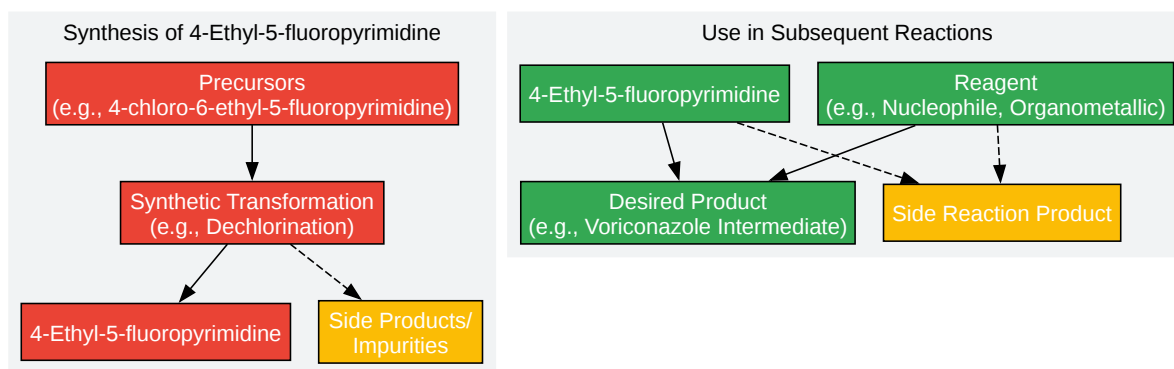 Synthesis of 4-Ethyl-5-fluoropyrimidine
Precursors
(e.g., 4-chloro-6-ethyl-5-fluoropyrimidine)
Synthetic Transformation
(e.g., Dechlorination)
4-Ethyl-5-fluoropyrimidine
Side Products/
Impurities
Use in Subsequent Reactions
4-Ethyl-5-fluoropyrimidine
Reagent
(e.g., Nucleophile, Organometallic)
Desired Product
(e.g., Voriconazole Intermediate)
Side Reaction Product